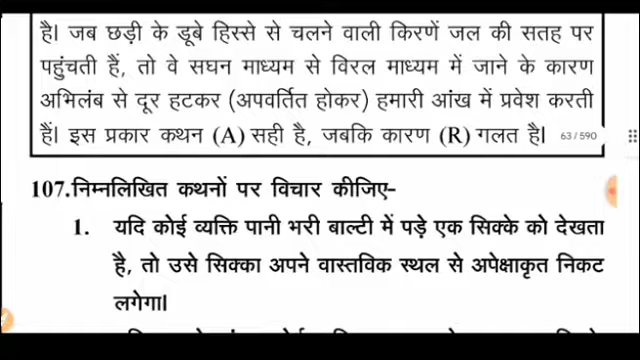 है। जब छड़ी के डूबे हिस्से से चलने वाली किरणें जल की सतह पर
पहुंचती हैं, तो वे सघन माध्यम से विरल माध्यम में जाने के कारण
अभिलंब से दूर हटकर (अपवर्तित होकर) हमारी आंख में प्रवेश करती
हैं। इस प्रकार कथन (A) सही है, जबकि कारण (R) गलत है।
63 / 590
107.निम्नलिखित कथनों पर विचार कीजिए-
1. यदि कोई व्यक्ति पानी भरी बाल्टी में पड़े एक सिक्के को देखता
है, तो उसे सिक्का अपने वास्तविक स्थल से अपेक्षाकृत निकट
लगेगा।